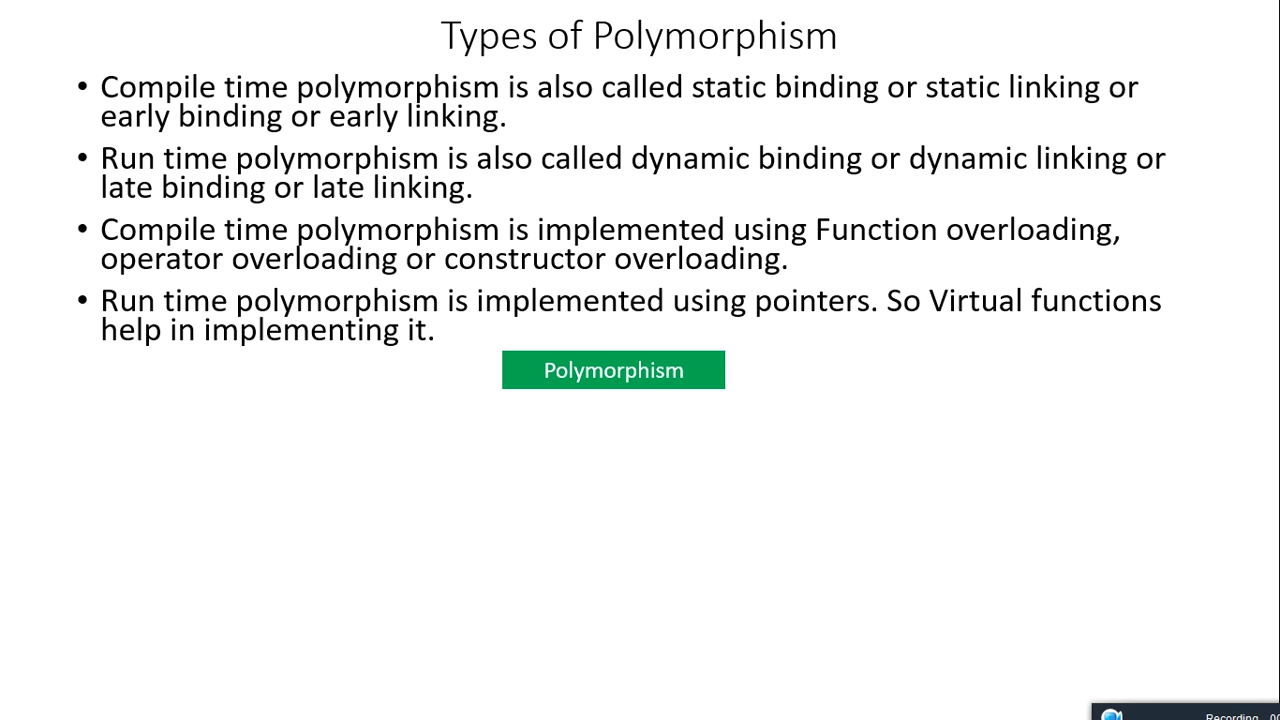 Types of Polymorphism
• Compile time polymorphism is also called static binding or static linking or
early binding or early linking.
• Run time polymorphism is also called dynamic binding or dynamic linking or
late binding or late linking.
• Compile time polymorphism is implemented using Function overloading,
operator overloading or constructor overloading.
• Run time polymorphism is implemented using pointers. So Virtual functions
help in implementing it.
Polymorphism
Recording